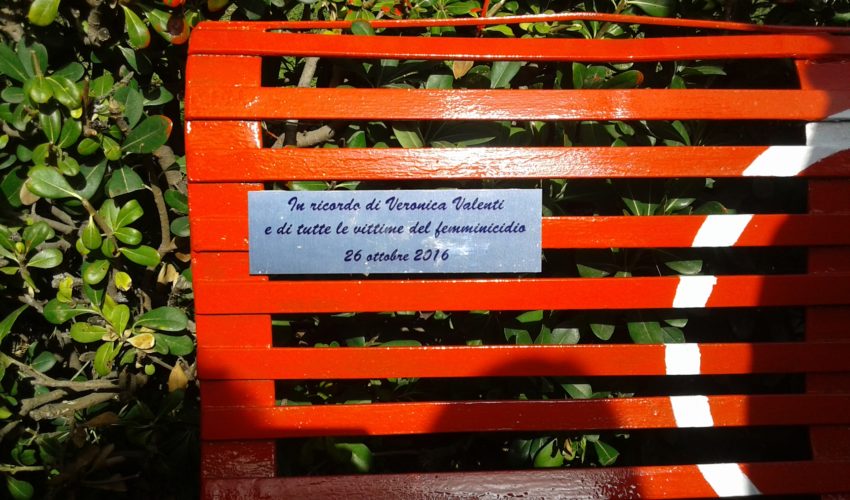 In ricordo di Veronica Valenti
e di tutte le vittime del femminicidio
26 ottobre 2016